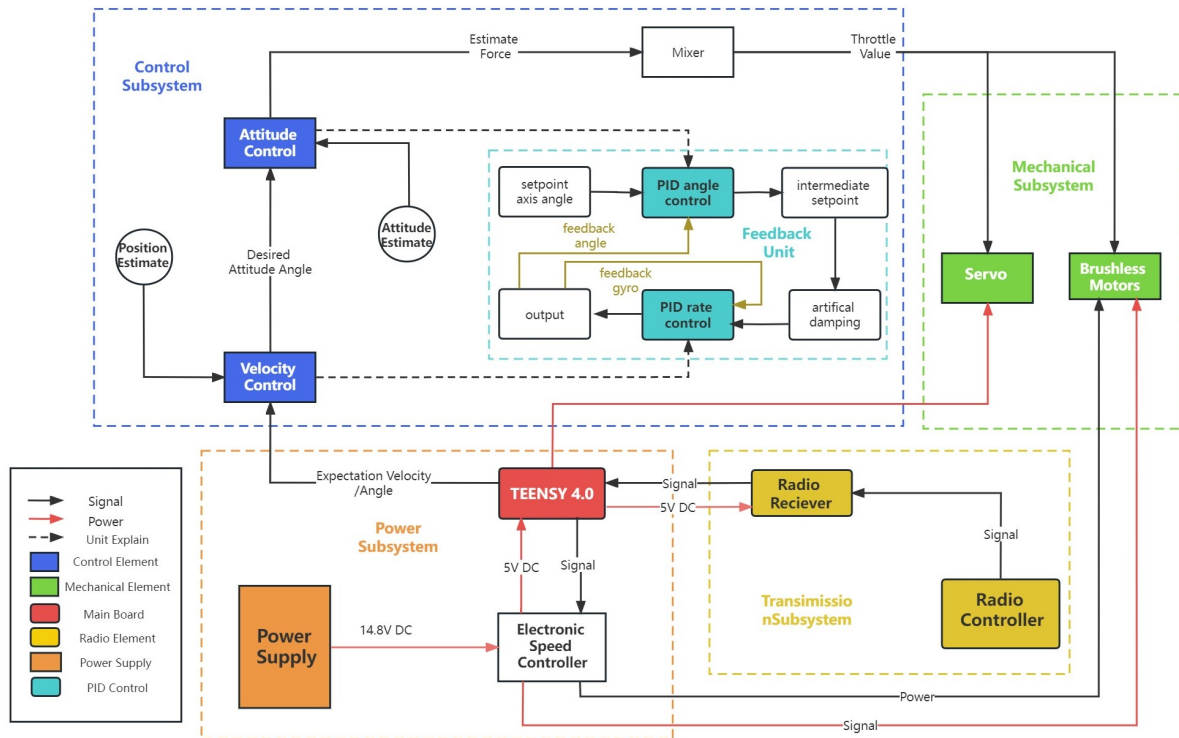 Estimate
Force
Mixer
Throttle
Value
Control
Subsystem
Attitude
Control
Mechanical
Subsystem
setpoint
axis angle
PID angle
control
intermediate
setpoint
Attitude
Estimate
Position
Estimate
Desired
Attitude Angle
feedback
angle
Feedback
Unit
feedback
gyro
Servo
Brushless
Motors
output
PID rate
control
artifical
damping
Velocity
Control
Expectation Velocity
/Angle
TEENSY 4.0
Signal
5V DC
Radio
Reciever
Power
Subsystem
5V DC
Signal
Signal
Transimissio
nSubsystem
Radio
Controller
Power
Supply
14.8V DC
Electronic
Speed
Controller
Power
Signal
Signal
Power
Unit Explain
Control Element
Mechanical Element
Main Board
Radio Element
Power Supply
PID Control